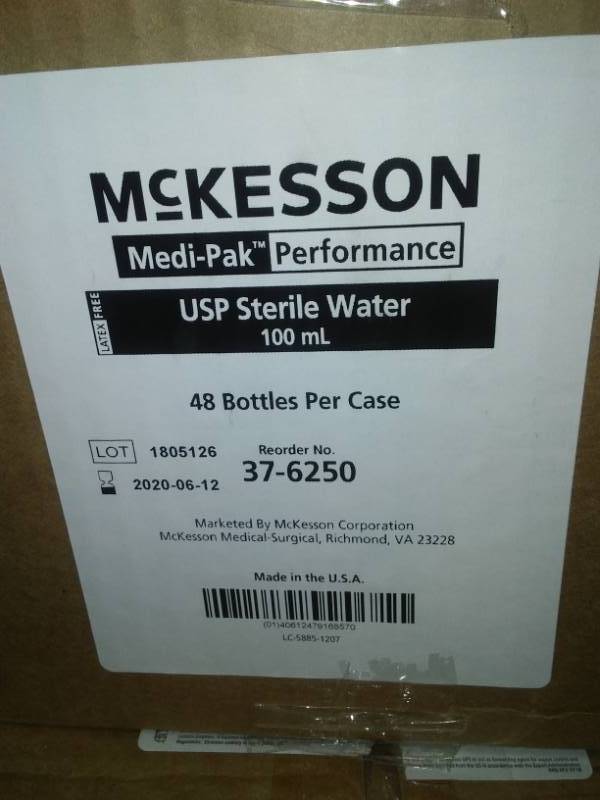 McKESSON
Medi-Pak™ Performance
LATEX FREE
USP Sterile Water
100 mL
48 Bottles Per Case
LOT 1805126
Reorder No.
37-6250
2020-06-12
Marketed By McKesson Corporation
McKesson Medical-Surgical, Richmond, VA 23228
Made in the U.S.A.
(01)40612479168570
LC-5885-1207